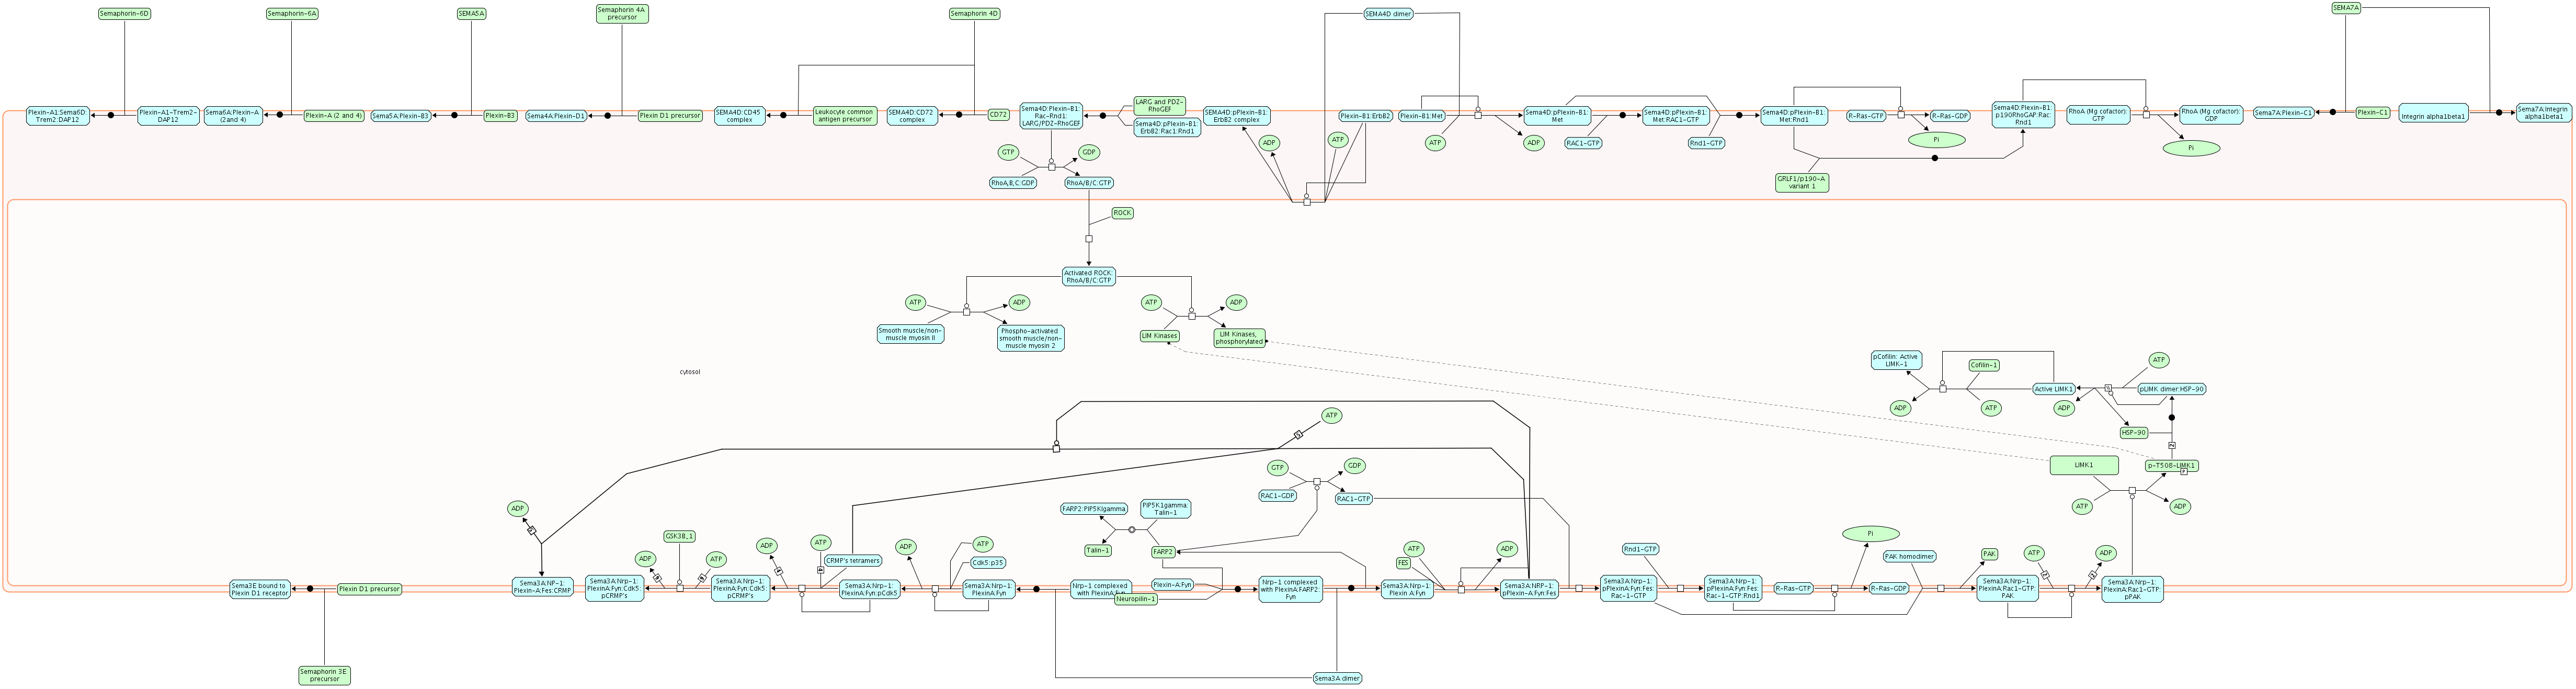 Semaphorin-6D
Semaphorin-6A
SEMA5A
Semaphorin 4A
precursor
Semaphorin 4D
SEMA4D dimer
SEMA7A
Plexin-A1:Sema6D:
Trem2:DAP12
Plexin-A1-Trem2-
DAP12
Sema6A:Plexin-A
(2and 4)
Plexin-A (2 and 4)
Sema5A:Plexin-B3
Plexin-B3
Sema4A:Plexin-D1
Plexin D1 precursor
SEMA4D:CD45
complex
Leukocyte common
antigen precursor
SEMA4D:CD72
complex
CD72
Sema4D:Plexin-B1:
Rac-Rnd1:
LARG/PDZ-RhoGEF
LARG and PDZ-
RhoGEF
Sema4D:pPlexin-B1:
ErbB2:Rac1:Rnd1
SEMA4D:pPlexin-B1:
ErbB2 complex
Plexin-B1:ErbB2
Plexin-B1:Met
Sema4D:pPlexin-B1:
Met
Sema4D:pPlexin-B1:
Met:RAC1-GTP
Sema4D:pPlexin-B1:
Met:Rnd1
R-Ras-GTP
R-Ras-GDP
Sema4D:Plexin-B1:
p190RhoGAP:Rac:
Rnd1
RhoA (Mg cofactor):
GTP
RhoA (Mg cofactor):
GDP
Sema7A:Plexin-C1
Plexin-C1
Integrin alpha1beta1
Sema7A:Integrin
alpha1beta1
ADP
ATP
ATP
ADP
RAC1-GTP
Rnd1-GTP
Pi
Pi
GTP
GDP
RhoA,B,C:GDP
RhoA/B/C:GTP
GRLF1/p190-A
variant 1
ROCK
Activated ROCK:
RhoA/B/C:GTP
ATP
ADP
ATP
ADP
Smooth muscle/non-
muscle myosin II
Phospho-activated
smooth muscle/non-
muscle myosin 2
LIM Kinases
LIM Kinases,
phosphorylated
cytosol
pCofilin: Active
LIMK-1
Cofilin-1
ATP
Active LIMK1
pLIMK dimer:HSP-90
ADP
ATP
ADP
HSP-90
ATP
LIMK1
p-T508-LIMK1
P
2
GTP
GDP
RAC1-GDP
RAC1-GTP
ADP
FARP2:PIP5KIgamma
PIP5K1gamma:
Talin-1
ATP
ADP
Talin-1
FARP2
GSK3B_1
ADP
ATP
ADP
ATP
CRMP's tetramers
ADP
ATP
Cdk5:p35
ATP
FES
ADP
Rnd1-GTP
Pi
PAK homodimer
PAK
ATP
ADP
Sema3E bound to
Plexin D1 receptor
Plexin D1 precursor
Sema3A:NP-1:
Plexin-A:Fes:CRMP
Sema3A:Nrp-1:
PlexinA:Fyn:Cdk5:
pCRMP's
Sema3A:Nrp-1:
PlexinA:Fyn:Cdk5:
pCRMP's
Sema3A:Nrp-1:
PlexinA:Fyn:pCdk5
Sema3A:Nrp-1:
PlexinA:Fyn
Nrp-1 complexed
with PlexinA:Fyn
Plexin-A:Fyn
Neuropilin-1
Nrp-1 complexed
with PlexinA:FARP2:
Fyn
Sema3A:Nrp-1:
Plexin A:Fyn
Sema3A:NRP-1:
pPlexin-A:Fyn:Fes
Sema3A:Nrp-1:
pPlexinA:Fyn:Fes:
Rac-1-GTP
Sema3A:Nrp-1:
pPlexinA:Fyn:Fes:
Rac-1-GTP:Rnd1
R-Ras-GTP
R-Ras-GDP
Sema3A:Nrp-1:
PlexinA:Rac1-GTP:
PAK
Sema3A:Nrp-1:
PlexinA:Rac1-GTP:
pPAK
Semaphorin 3E
precursor
Sema3A dimer